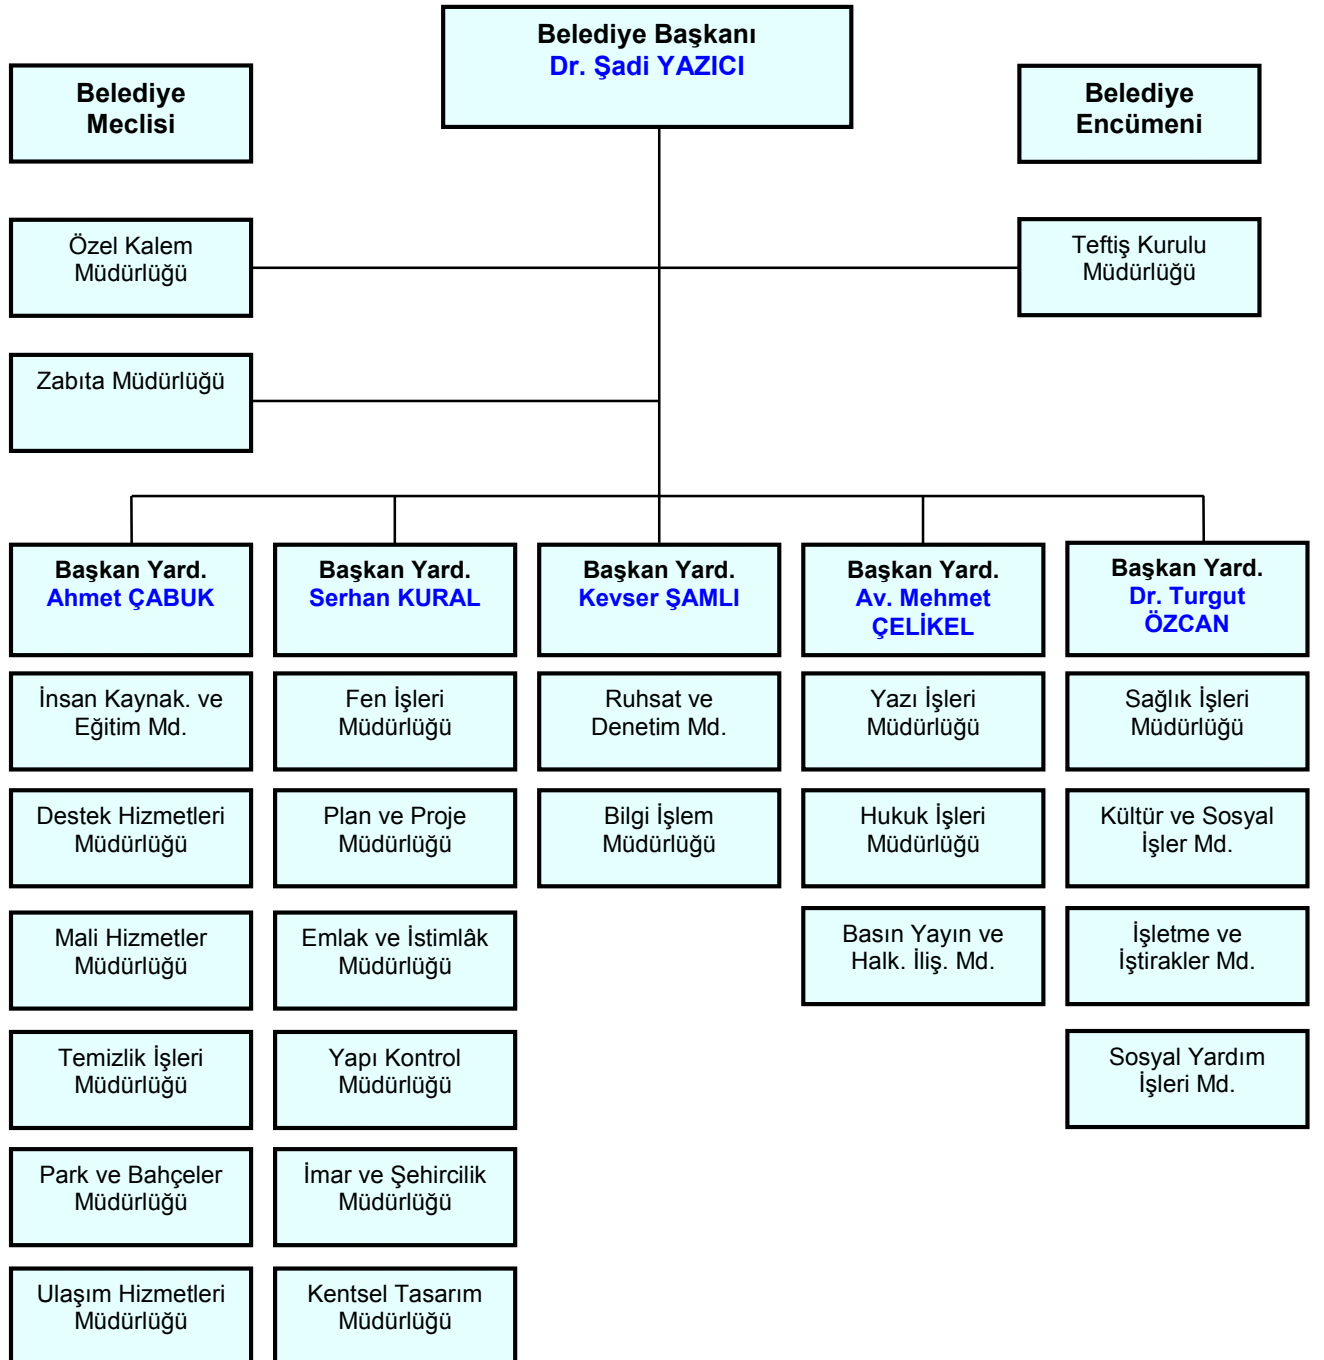 Belediye Başkanı
Dr. Şadi YAZICI
Belediye
Meclisi
Belediye
Encümeni
Özel Kalem
Müdürlüğü
Teftiş Kurulu
Müdürlüğü
Zabıta Müdürlüğü
Başkan Yard.
Ahmet ÇABUK
Başkan Yard.
Serhan KURAL
Başkan Yard.
Kevser ŞAMLI
Başkan Yard.
Av. Mehmet
ÇELİKEL
Başkan Yard.
Dr. Turgut
ÖZCAN
İnsan Kaynak. ve
Eğitim Md.
Fen İşleri
Müdürlüğü
Ruhsat ve
Denetim Md.
Yazı İşleri
Müdürlüğü
Sağlık İşleri
Müdürlüğü
Destek Hizmetleri
Müdürlüğü
Plan ve Proje
Müdürlüğü
Bilgi İşlem
Müdürlüğü
Hukuk İşleri
Müdürlüğü
Kültür ve Sosyal
İşler Md.
Mali Hizmetler
Müdürlüğü
Emlak ve İstimlâk
Müdürlüğü
Basın Yayın ve
Halk. İliş. Md.
İşletme ve
İştirakler Md.
Temizlik İşleri
Müdürlüğü
Yapı Kontrol
Müdürlüğü
Sosyal Yardım
İşleri Md.
Park ve Bahçeler
Müdürlüğü
İmar ve Şehircilik
Müdürlüğü
Ulaşım Hizmetleri
Müdürlüğü
Kentsel Tasarım
Müdürlüğü